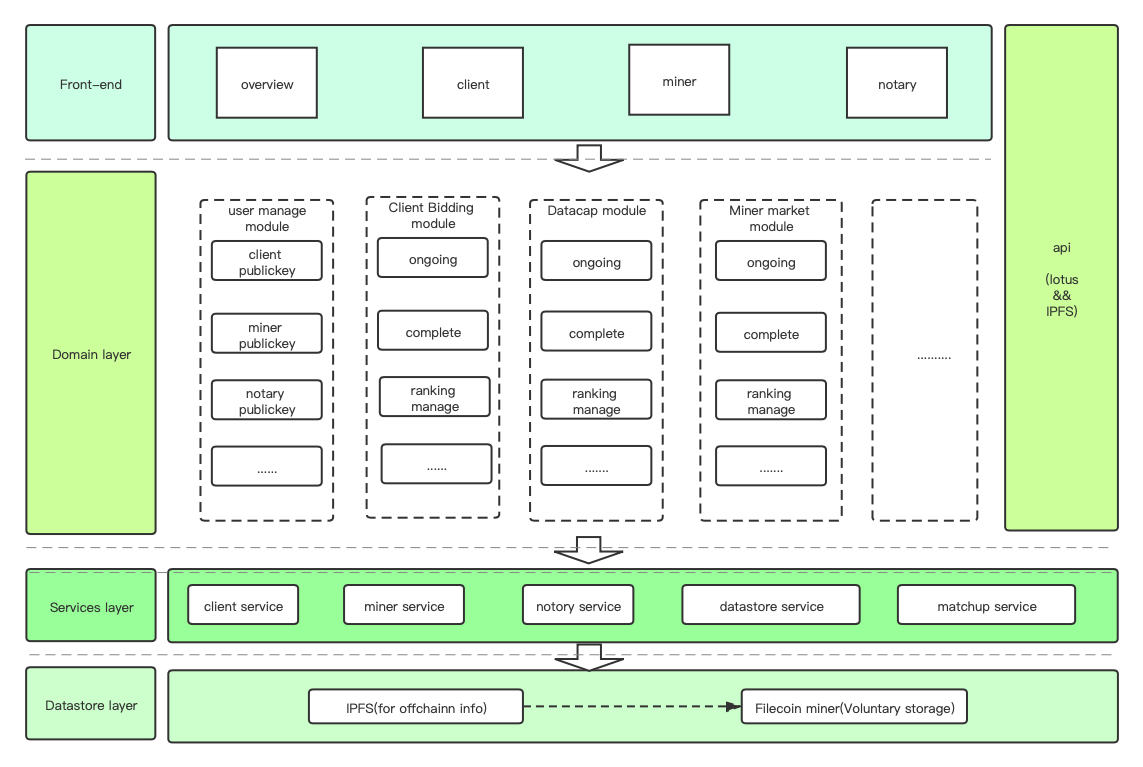 Front-end
overview
client
miner
notary
api
(lotus
&&
IPFS)
Domain layer
user manage
module
client
publickey
miner
publickey
notary
publickey
......
Client Bidding
module
ongoing
complete
ranking
manage
......
Datacap module
ongoing
complete
ranking
manage
.......
Miner market
module
ongoing
complete
ranking
manage
.......
..........
Services layer
client service
miner service
notory service
datastore service
matchup service
Datastore layer
IPFS(for offchainn info)
Filecoin miner(Voluntary storage)